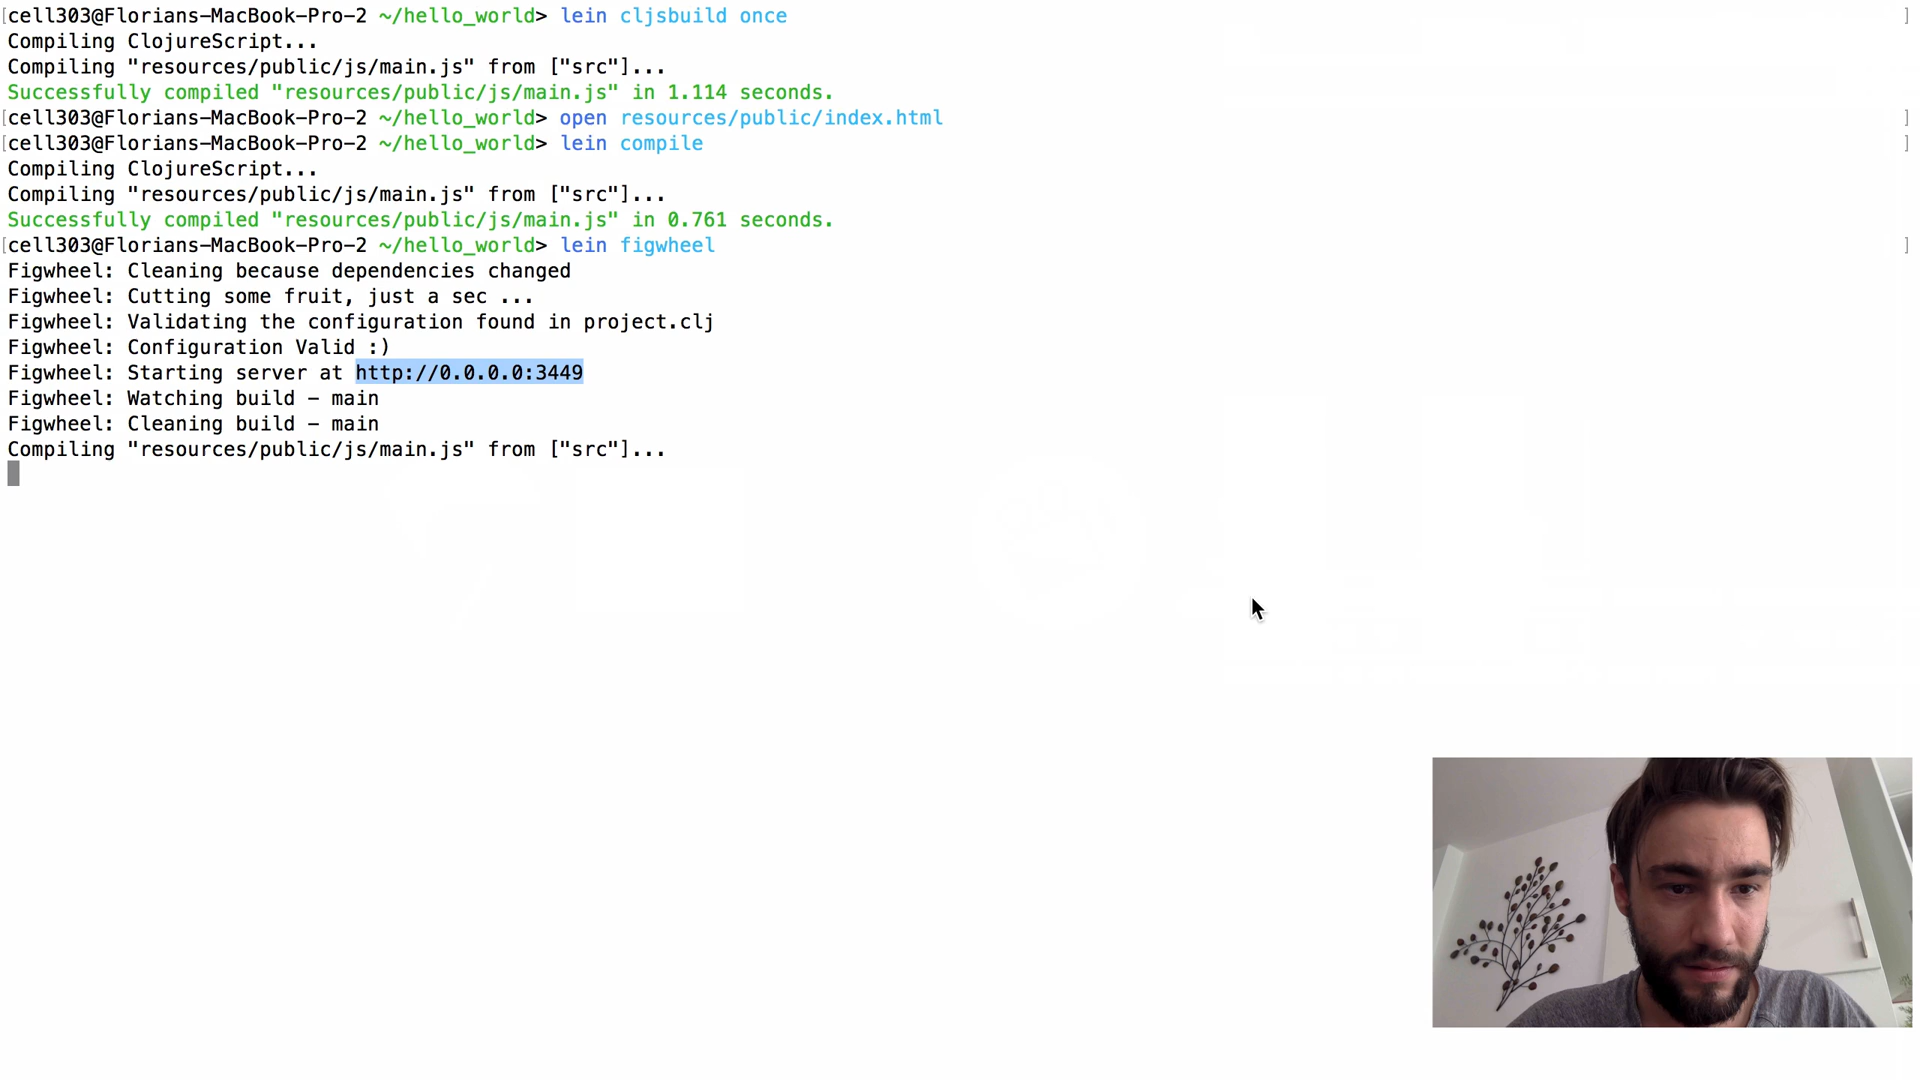 [cell303@Florians-MacBook-Pro-2 ~/hello_world> lein cljsbuild once ]
Compiling ClojureScript...
Compiling "resources/public/js/main.js" from ["src"]...
Successfully compiled "resources/public/js/main.js" in 1.114 seconds.
[cell303@Florians-MacBook-Pro-2 ~/hello_world> open resources/public/index.html ]
[cell303@Florians-MacBook-Pro-2 ~/hello_world> lein compile ]
Compiling ClojureScript...
Compiling "resources/public/js/main.js" from ["src"]...
Successfully compiled "resources/public/js/main.js" in 0.761 seconds.
[cell303@Florians-MacBook-Pro-2 ~/hello_world> lein figwheel ]
Figwheel: Cleaning because dependencies changed
Figwheel: Cutting some fruit, just a sec ...
Figwheel: Validating the configuration found in project.clj
Figwheel: Configuration Valid :)
Figwheel: Starting server at http://0.0.0.0:3449
Figwheel: Watching build - main
Figwheel: Cleaning build - main
Compiling "resources/public/js/main.js" from ["src"]...